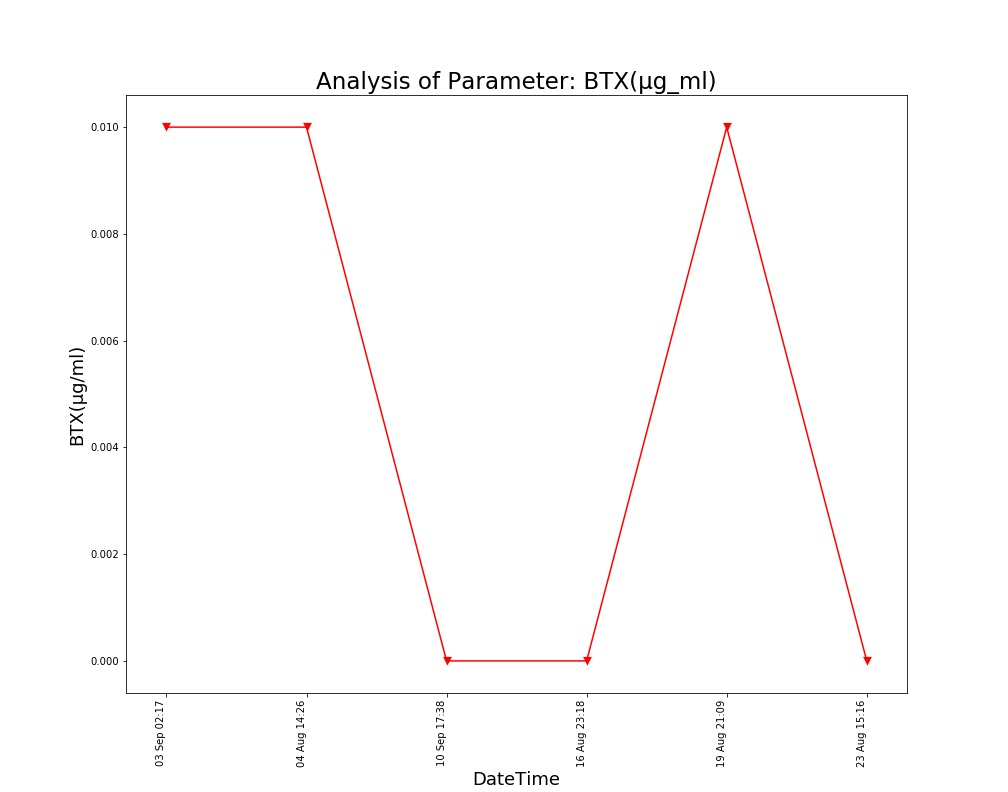 Analysis of Parameter: BTX(µg_ml)
BTX(µg/ml)
0.010
0.008
0.006
0.004
0.002
0.000
03 Sep 02:17
04 Aug 14:26
10 Sep 17:38
16 Aug 23:18
19 Aug 21:09
23 Aug 15:16
DateTime